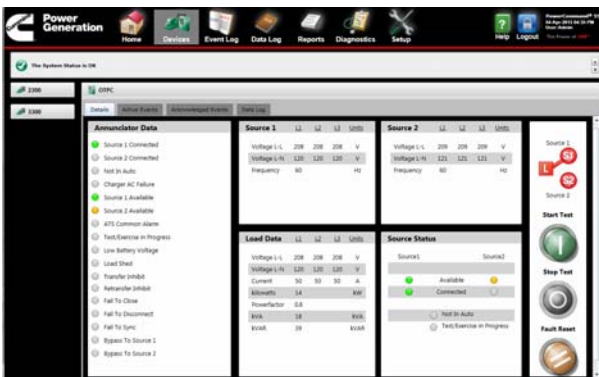 Power
Generation
Home Devices Event Log Data Log Reports Diagnostics Setup
Help Logout
PowerCommand®
User: Admin
The System Status is OK
2300
3300
OTPC
Details Active Events Acknowledged Events Data Log
Annunciator Data
Source 1 Connected
Source 2 Connected
Not In Auto
Charger AC Failure
Source 1 Available
Source 2 Available
ATS Common Alarm
Test/Exercise in Progress
Low Battery Voltage
Load Shed
Transfer Inhibit
Retransfer Inhibit
Fail To Close
Fail To Disconnect
Fail To Sync
Bypass To Source 1
Bypass To Source 2
Source 1 L1 L2 L3 Units
Voltage L-L 208 208 208 V
Voltage L-N 120 120 120 V
Frequency 60 Hz
Source 2 L1 L2 L3 Units
Voltage L-L 209 209 209 V
Voltage L-N 121 121 121 V
Frequency 60 Hz
Load Data L1 L2 L3 Units
Voltage L-L 208 208 208 V
Voltage L-N 120 120 120 V
Current 50 50 50 A
kilowatts 14 kW
Powerfactor 0.8
kVA 18 kVA
kVAR kVAR
Source Status
Source1 Source2
Available
Connected
Not In Auto
Test/Exercise in Progress
Source 1
L S1
S2
Source 2
Start Test
Stop Test
Fault Reset